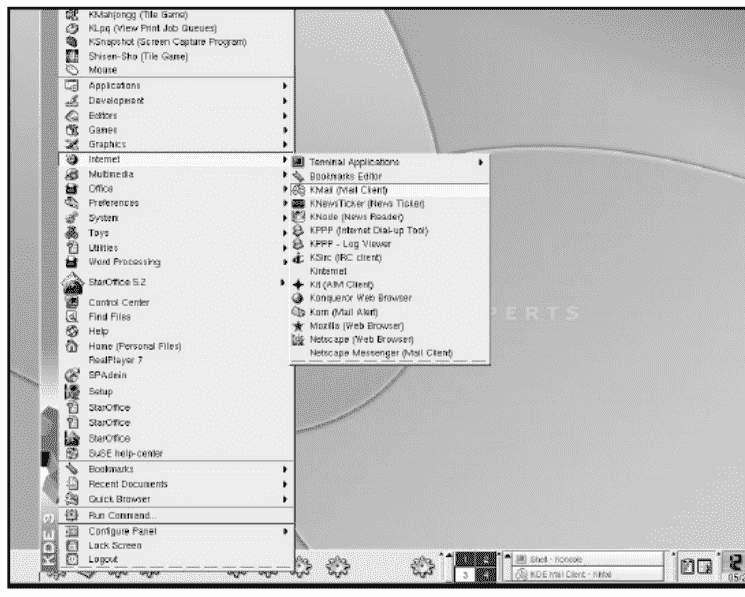 KMahjongg (Tile Game)
KLpq (View Print Job Queues)
KSnapshot (Screen Capture Program)
Shisen-Sho (Tile Game)
Mouse
Applications
Development
Editors
Games
Graphics
Internet
Multimedia
Office
Preferences
System
Toys
Utilities
Word Processing
StarOffice 5.2
Control Center
Find Files
Help
Home (Personal Files)
RealPlayer 7
SPAdmin
Setup
StarOffice
StarOffice
StarOffice
SuSE help-center
Bookmarks
Recent Documents
Quick Browser
Run Command...
Configure Panel
Lock Screen
Logout
Terminal Applications
Bookmarks Editor
KMail (Mail Client)
KNewsTicker (News Ticker)
KNode (News Reader)
KPPP (Internet Dial-up Tool)
KPPP - Log Viewer
KSirc (IRC client)
Kinternet
Kit (AIM Client)
Konqueror Web Browser
Korn (Mail Alert)
Mozilla (Web Browser)
Netscape (Web Browser)
Netscape Messenger (Mail Client)
PERTS
KDE 3
3
Shell - Konsole
KDE Mail Client - KMail
05/2